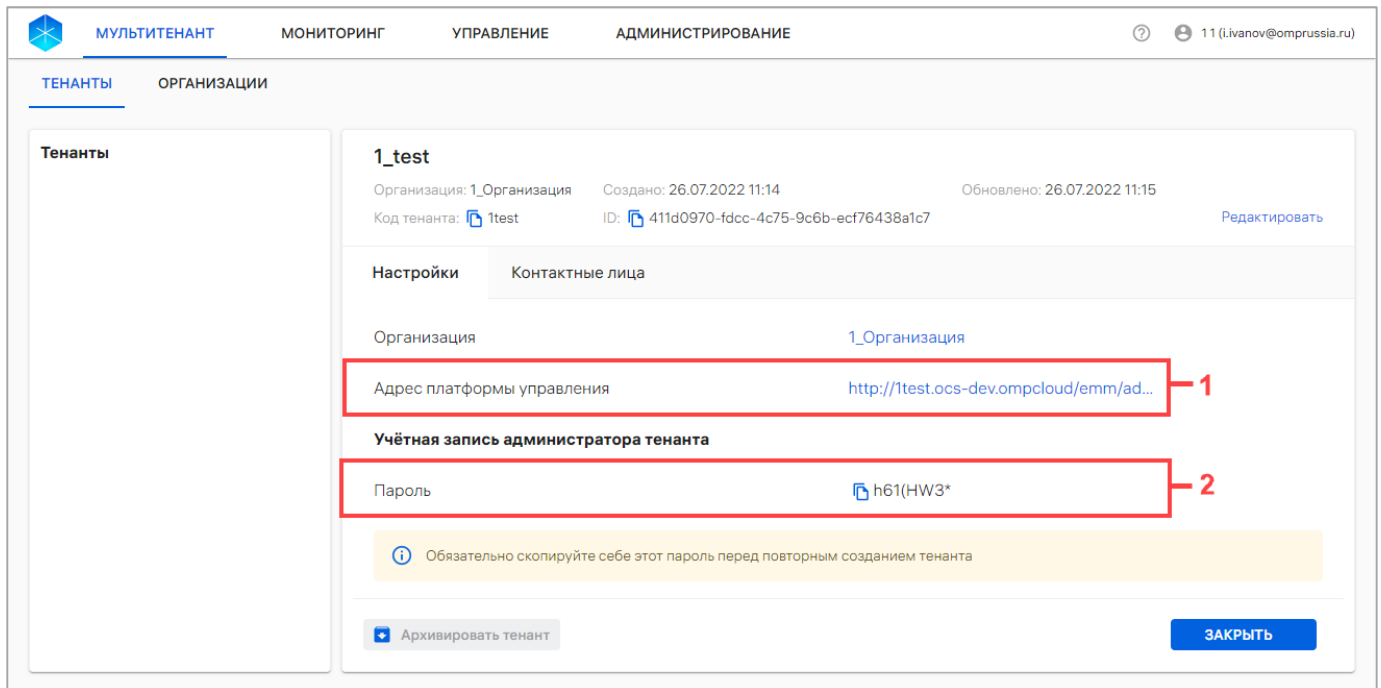 МУЛЬТИТЕНАНТ МОНИТОРИНГ УПРАВЛЕНИЕ АДМИНИСТРИРОВАНИЕ 1 1 (i.ivanov@omprussia.ru)
ТЕНАНТЫ ОРГАНИЗАЦИИ
Тенанты
1_test
Организация: 1_Организация Создано: 26.07.2022 11:14 Обновлено: 26.07.2022 11:15
Код тенанта: 1test ID: 411d0970-fdcc-4c75-9c6b-ecf76438a1c7 Редактировать
Настройки Контактные лица
Организация 1_Организация
Адрес платформы управления http://1test.ocs-dev.ompcloud/emm/ad... 1
Учётная запись администратора тенанта
Пароль h61(HW3* 2
Обязательно скопируйте себе этот пароль перед повторным созданием тенанта
Архивировать тенант ЗАКРЫТЬ